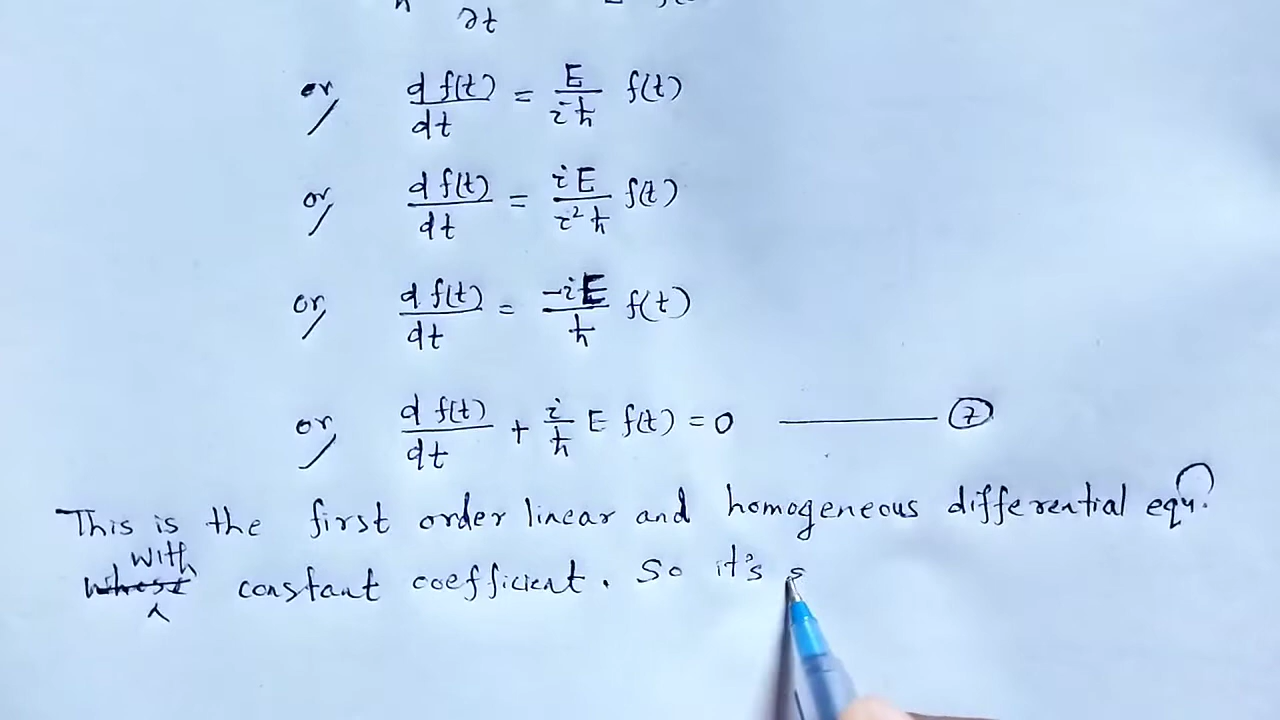 ∂t
or, d f(t)/dt = E/iħ f(t)
or, d f(t)/dt = iE/i²ħ f(t)
or, d f(t)/dt = -iE/ħ f(t)
or, d f(t)/dt + i/ħ E f(t) = 0 ——— ⑦
This is the first order linear and homogeneous differential equn.
with constant coefficient. So it's s